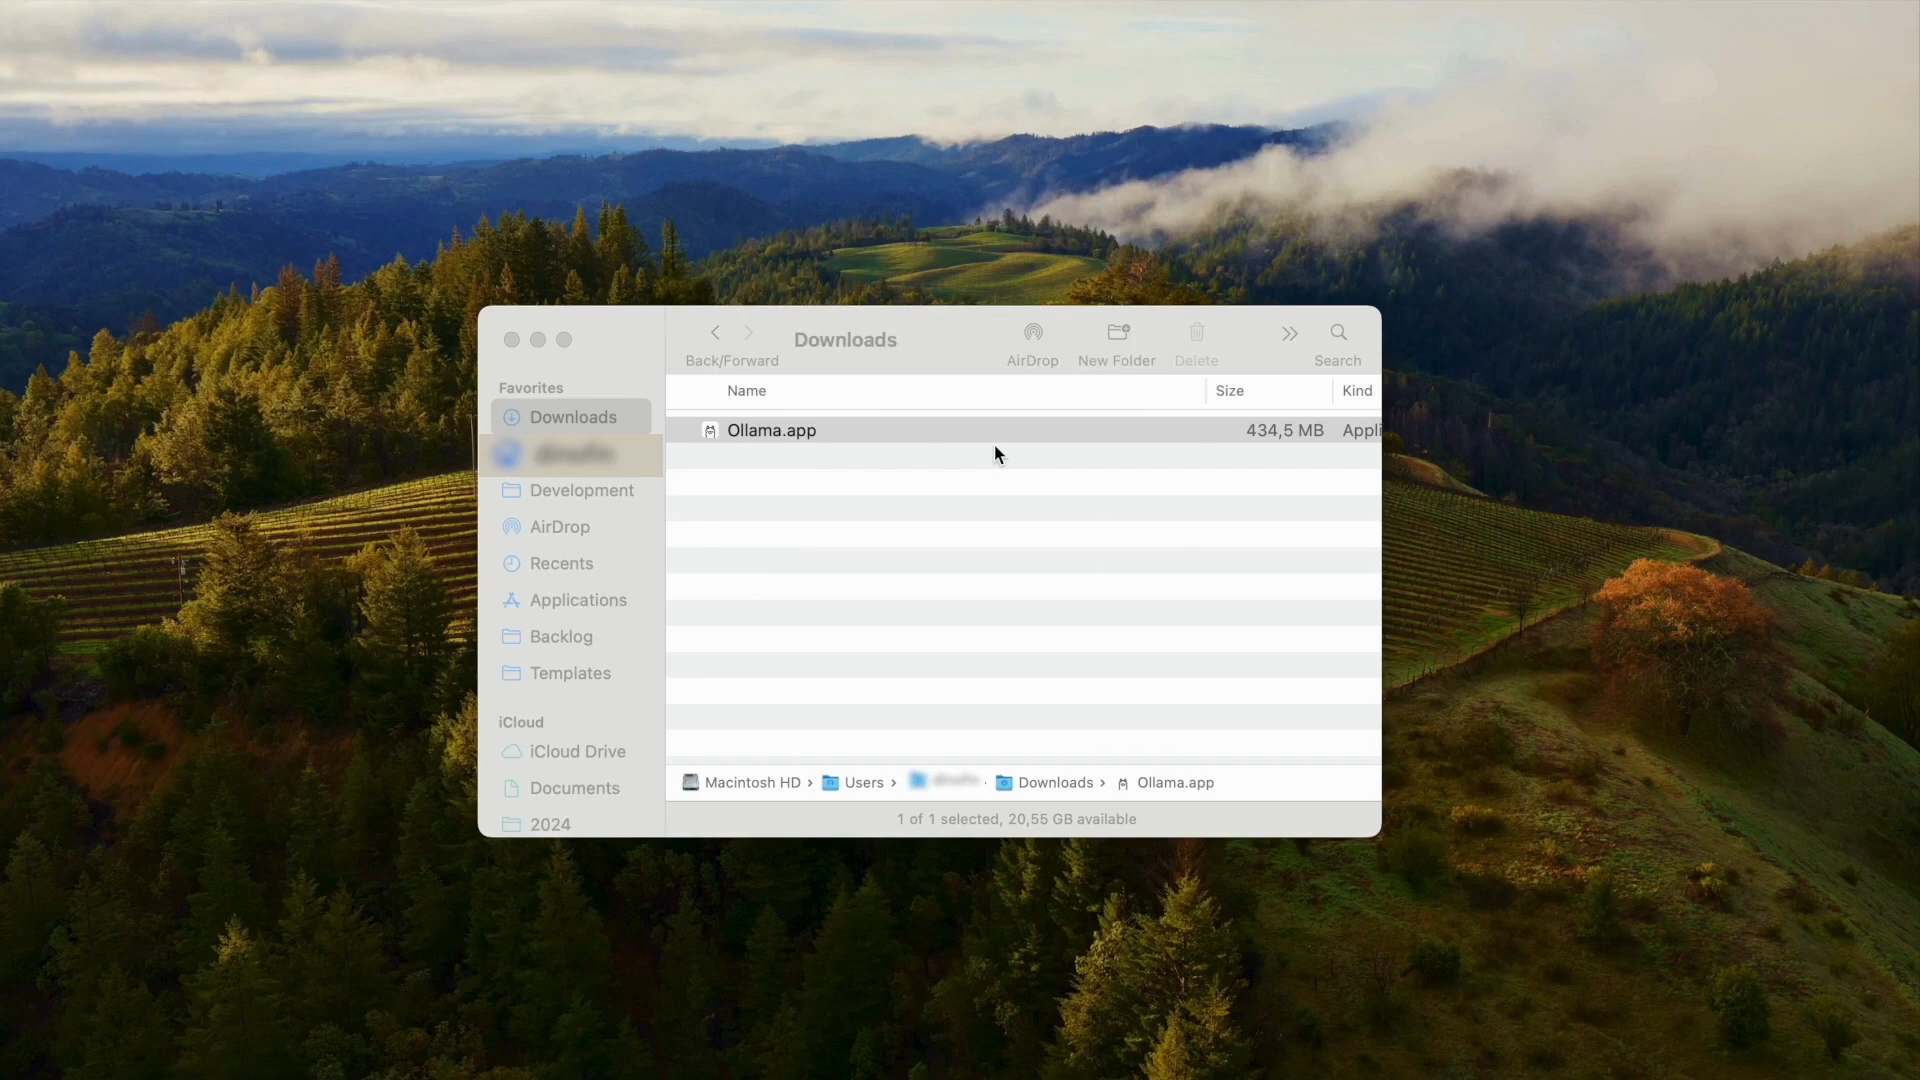 Back/Forward
Downloads
AirDrop
New Folder
Delete
Search
Favorites
Downloads
Development
AirDrop
Recents
Applications
Backlog
Templates
iCloud
iCloud Drive
Documents
2024
Name Size Kind
Ollama.app 434,5 MB Appli
Macintosh HD › Users › Downloads › Ollama.app
1 of 1 selected, 20,55 GB available